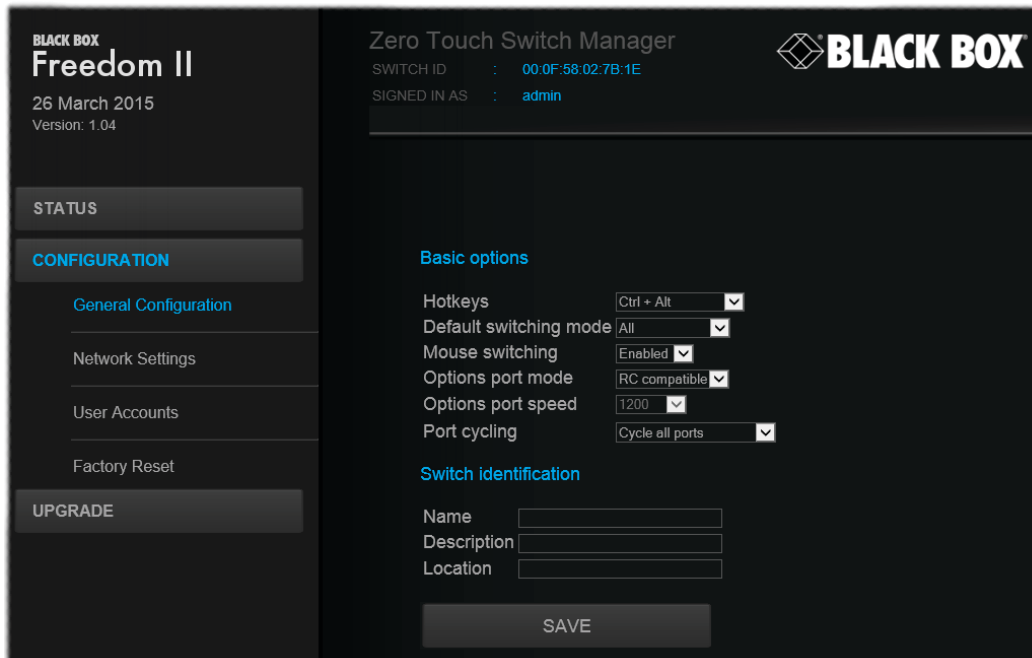 BLACK BOX
Freedom II
26 March 2015
Version: 1.04
STATUS
CONFIGURATION
General Configuration
Network Settings
User Accounts
Factory Reset
UPGRADE
Zero Touch Switch Manager
SWITCH ID : 00:0F:58:02:7B:1E
SIGNED IN AS : admin
BLACK BOX
Basic options
Hotkeys Ctrl + Alt
Default switching mode All
Mouse switching Enabled
Options port mode RC compatible
Options port speed 1200
Port cycling Cycle all ports
Switch identification
Name
Description
Location
SAVE